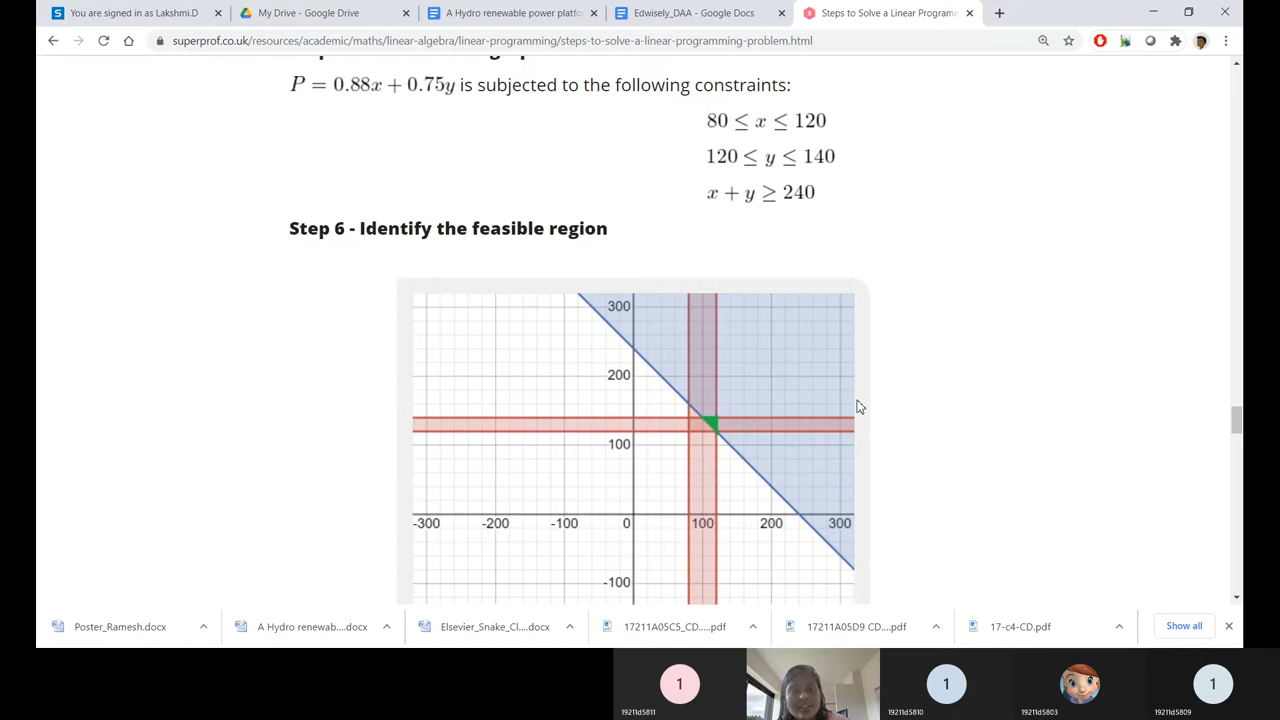 You are signed in as Lakshmi.D
My Drive - Google Drive
A Hydro renewable power platfo
Edwisely_DAA - Google Docs
Steps to Solve a Linear Programm
superprof.co.uk/resources/academic/maths/linear-algebra/linear-programming/steps-to-solve-a-linear-programming-problem.html
P = 0.88x + 0.75y is subjected to the following constraints:
80 ≤ x ≤ 120
120 ≤ y ≤ 140
x + y ≥ 240
Step 6 - Identify the feasible region
300
200
100
-300 -200 -100 0 100 200 300
-100
Poster_Ramesh.docx
A Hydro renewab....docx
Elsevier_Snake_Cl....docx
17211A05C5_CD.....pdf
17211A05D9 CD....pdf
17-c4-CD.pdf
Show all
1 1 1
19211d5811 19211d5810 19211d5803 19211d5809